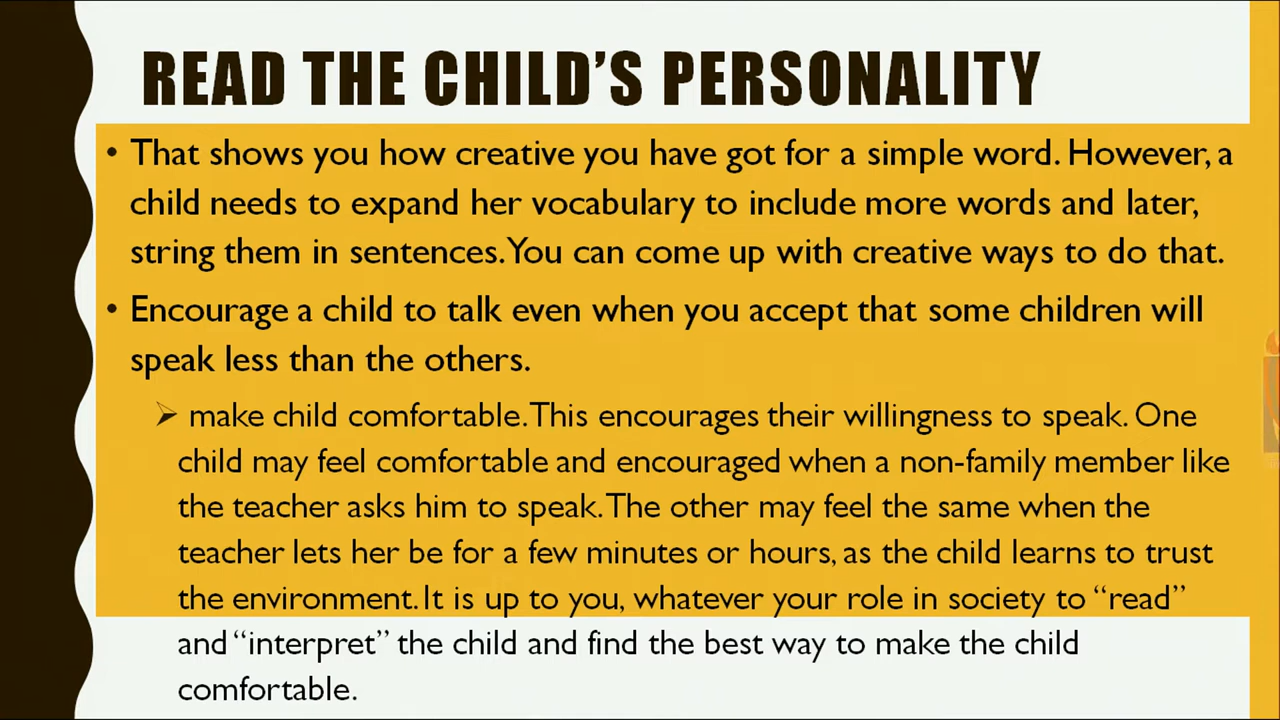 READ THE CHILD'S PERSONALITY
• That shows you how creative you have got for a simple word. However, a
child needs to expand her vocabulary to include more words and later,
string them in sentences. You can come up with creative ways to do that.
• Encourage a child to talk even when you accept that some children will
speak less than the others.
➢ make child comfortable. This encourages their willingness to speak. One
child may feel comfortable and encouraged when a non-family member like
the teacher asks him to speak. The other may feel the same when the
teacher lets her be for a few minutes or hours, as the child learns to trust
the environment. It is up to you, whatever your role in society to “read”
and “interpret” the child and find the best way to make the child
comfortable.